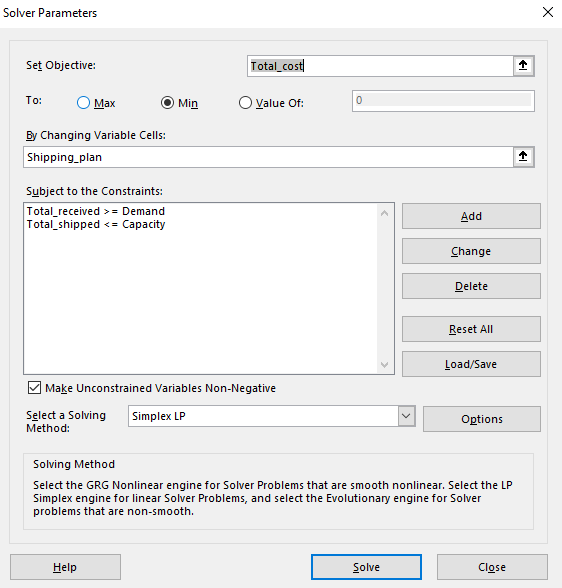 Solver Parameters
Set Objective: Total_cost
To: Max Min Value Of: 0
By Changing Variable Cells:
Shipping_plan
Subject to the Constraints:
Total_received >= Demand
Total_shipped <= Capacity
Add
Change
Delete
Reset All
Load/Save
Make Unconstrained Variables Non-Negative
Select a Solving
Method:
Simplex LP
Options
Solving Method
Select the GRG Nonlinear engine for Solver Problems that are smooth nonlinear. Select the LP
Simplex engine for linear Solver Problems, and select the Evolutionary engine for Solver
problems that are non-smooth.
Help
Solve
Close